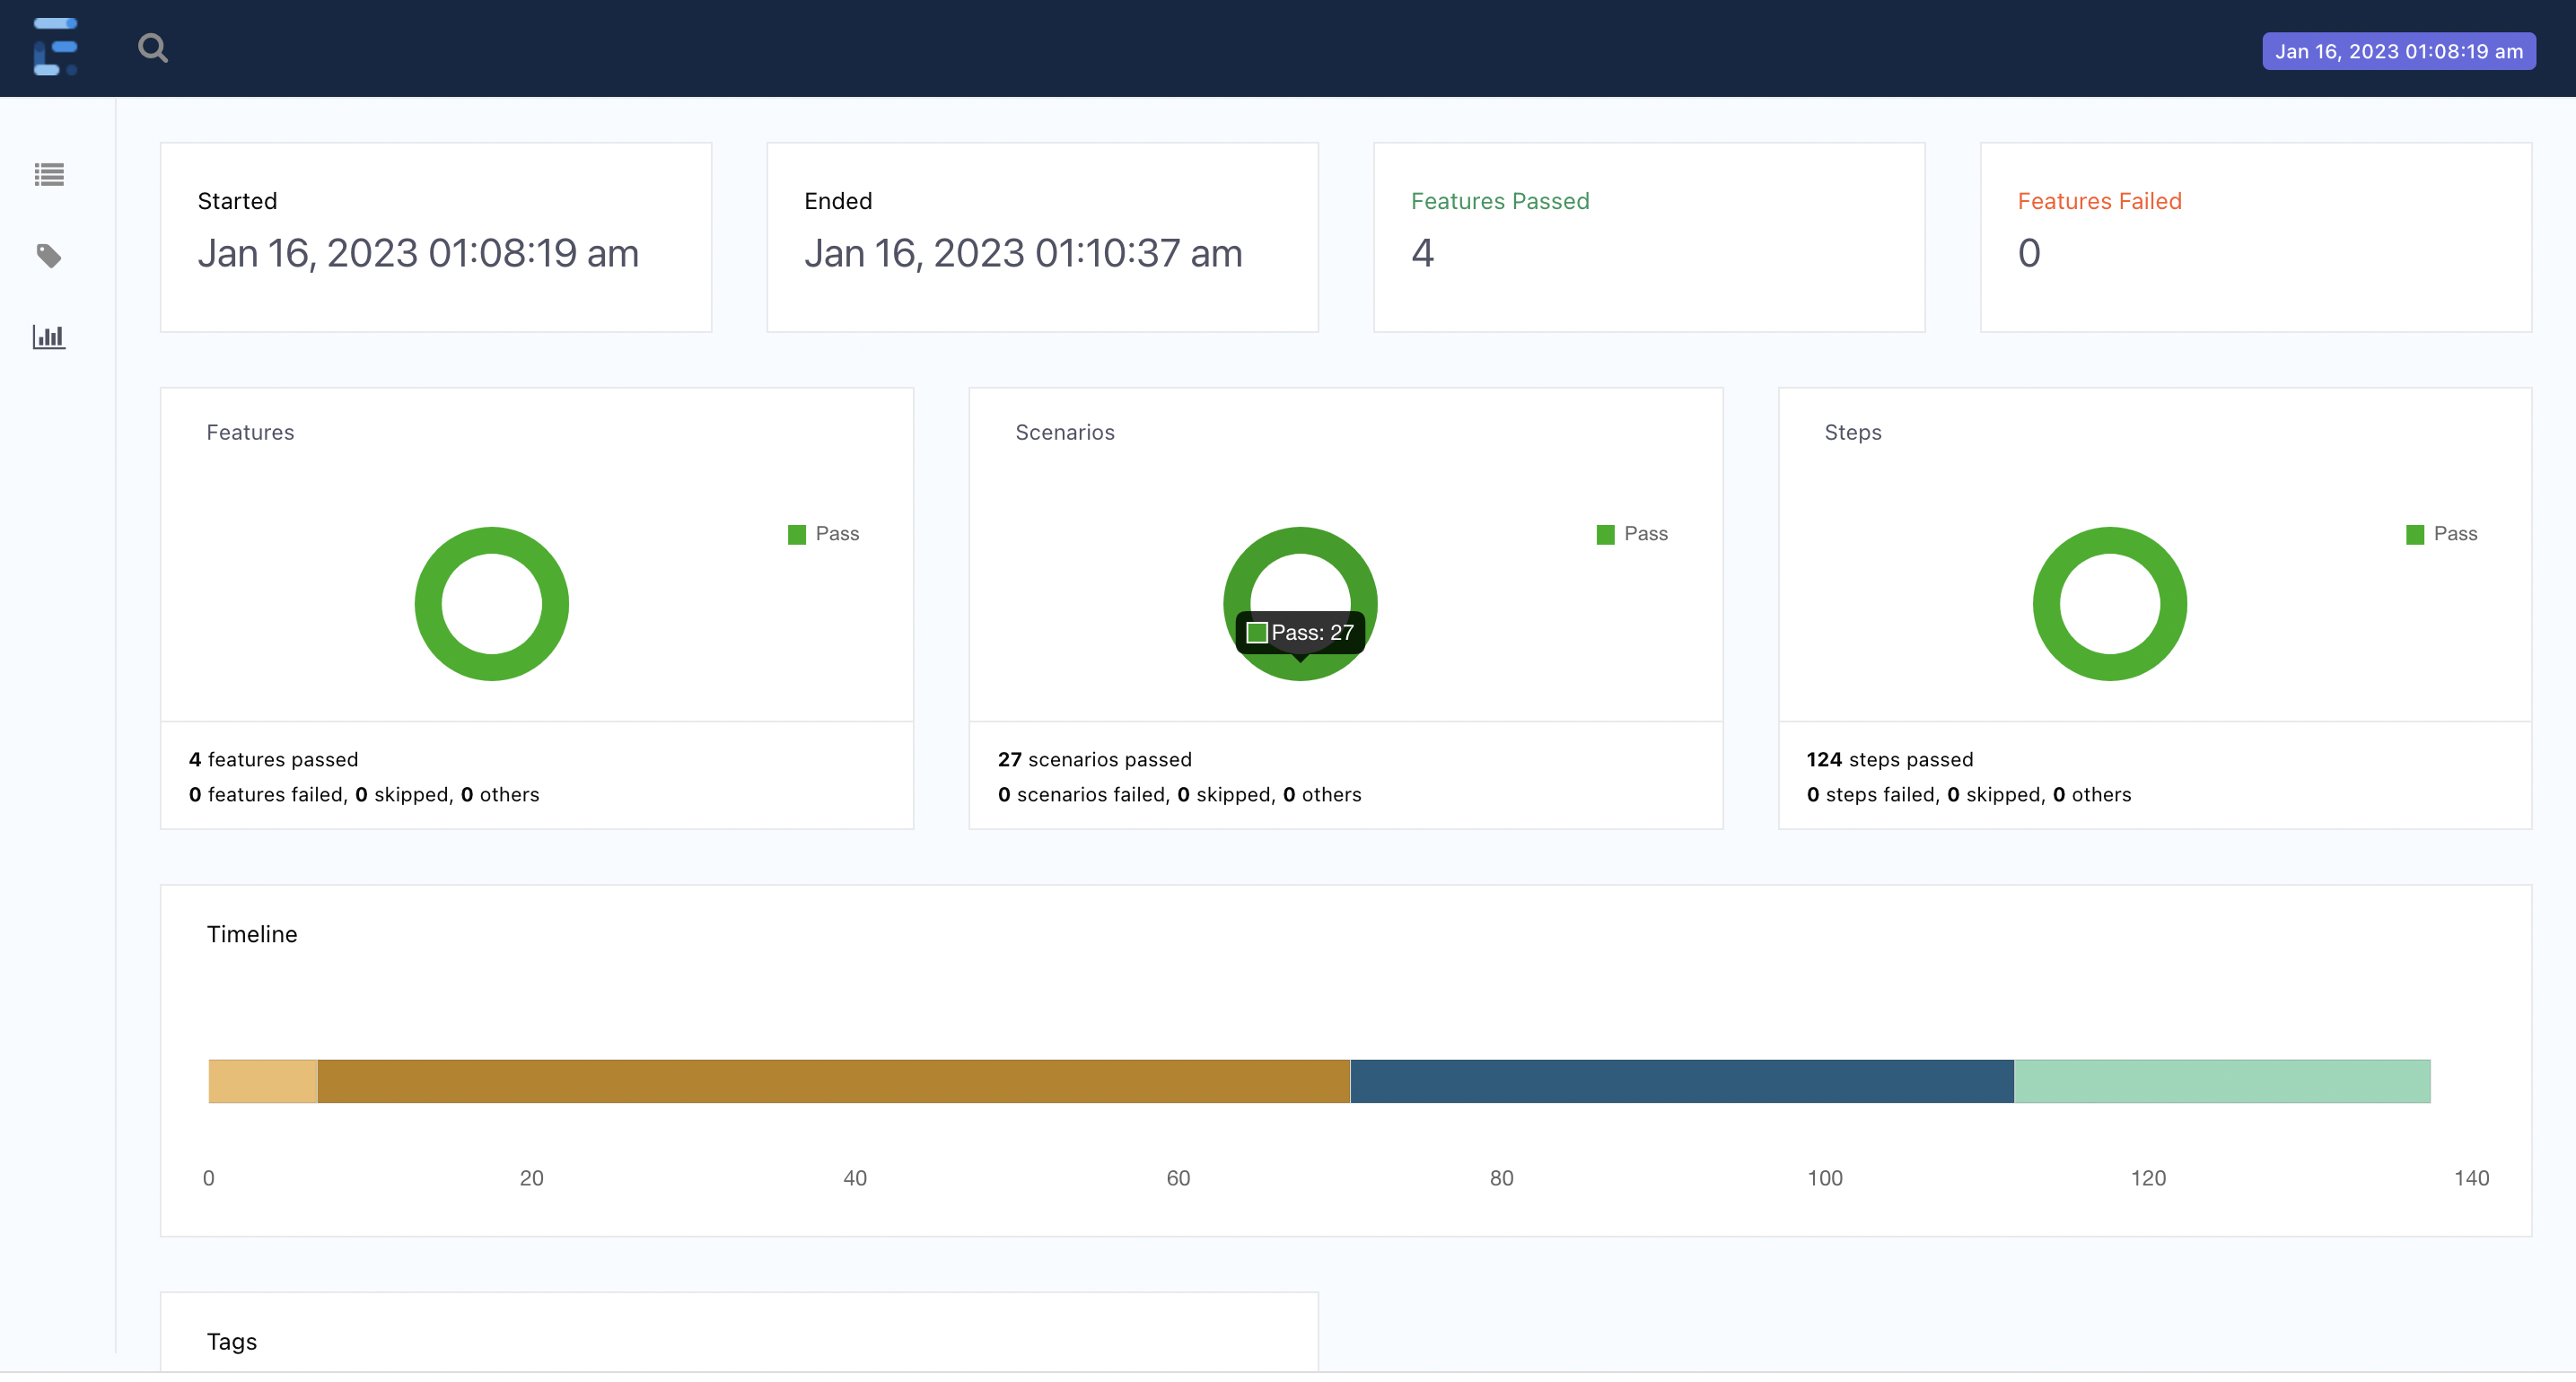 Jan 16, 2023 01:08:19 am
Started
Jan 16, 2023 01:08:19 am
Ended
Jan 16, 2023 01:10:37 am
Features Passed
4
Features Failed
0
Features
Pass
4 features passed
0 features failed, 0 skipped, 0 others
Scenarios
Pass
Pass: 27
27 scenarios passed
0 scenarios failed, 0 skipped, 0 others
Steps
Pass
124 steps passed
0 steps failed, 0 skipped, 0 others
Timeline
0 20 40 60 80 100 120 140
Tags